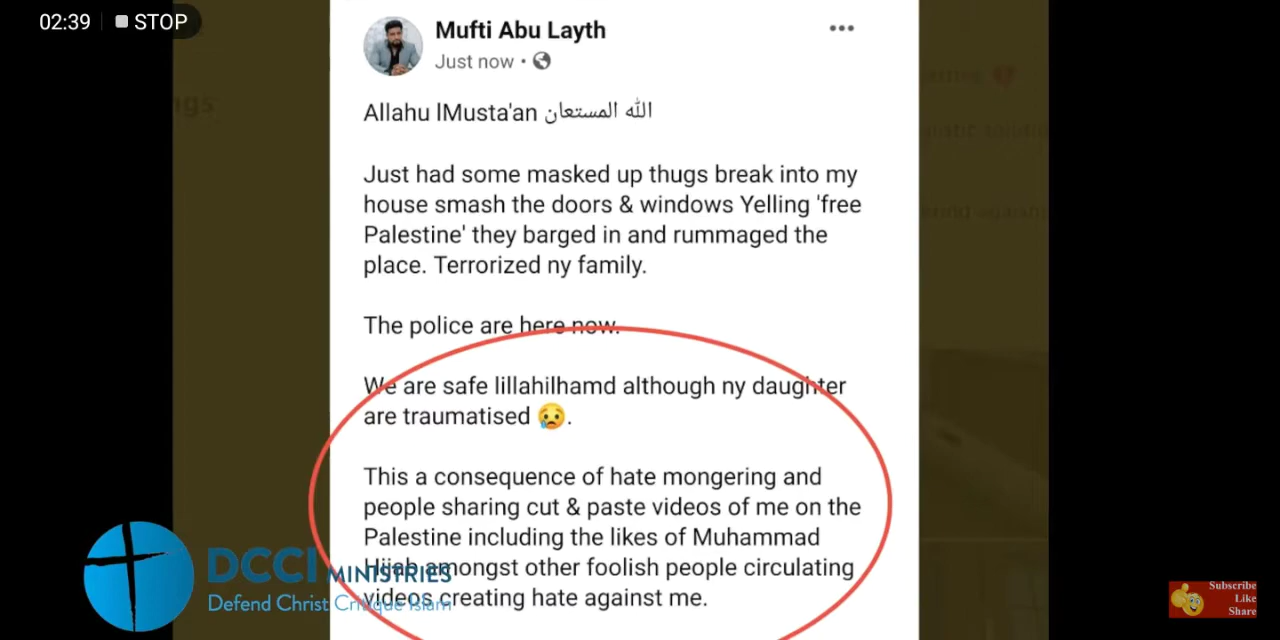 02:39 STOP
Mufti Abu Layth
Just now
Allahu lMusta'an الله المستعان
Just had some masked up thugs break into my
house smash the doors & windows Yelling 'free
Palestine' they barged in and rummaged the
place. Terrorized ny family.
The police are here now.
We are safe lillahilhamd although ny daughter
are traumatised 😢.
This a consequence of hate mongering and
people sharing cut & paste videos of me on the
Palestine including the likes of Muhammad
Hijab amongst other foolish people circulating
videos creating hate against me.
DCCI MINISTRIES
Defend Christ Critique Islam
Subscribe
Like
Share